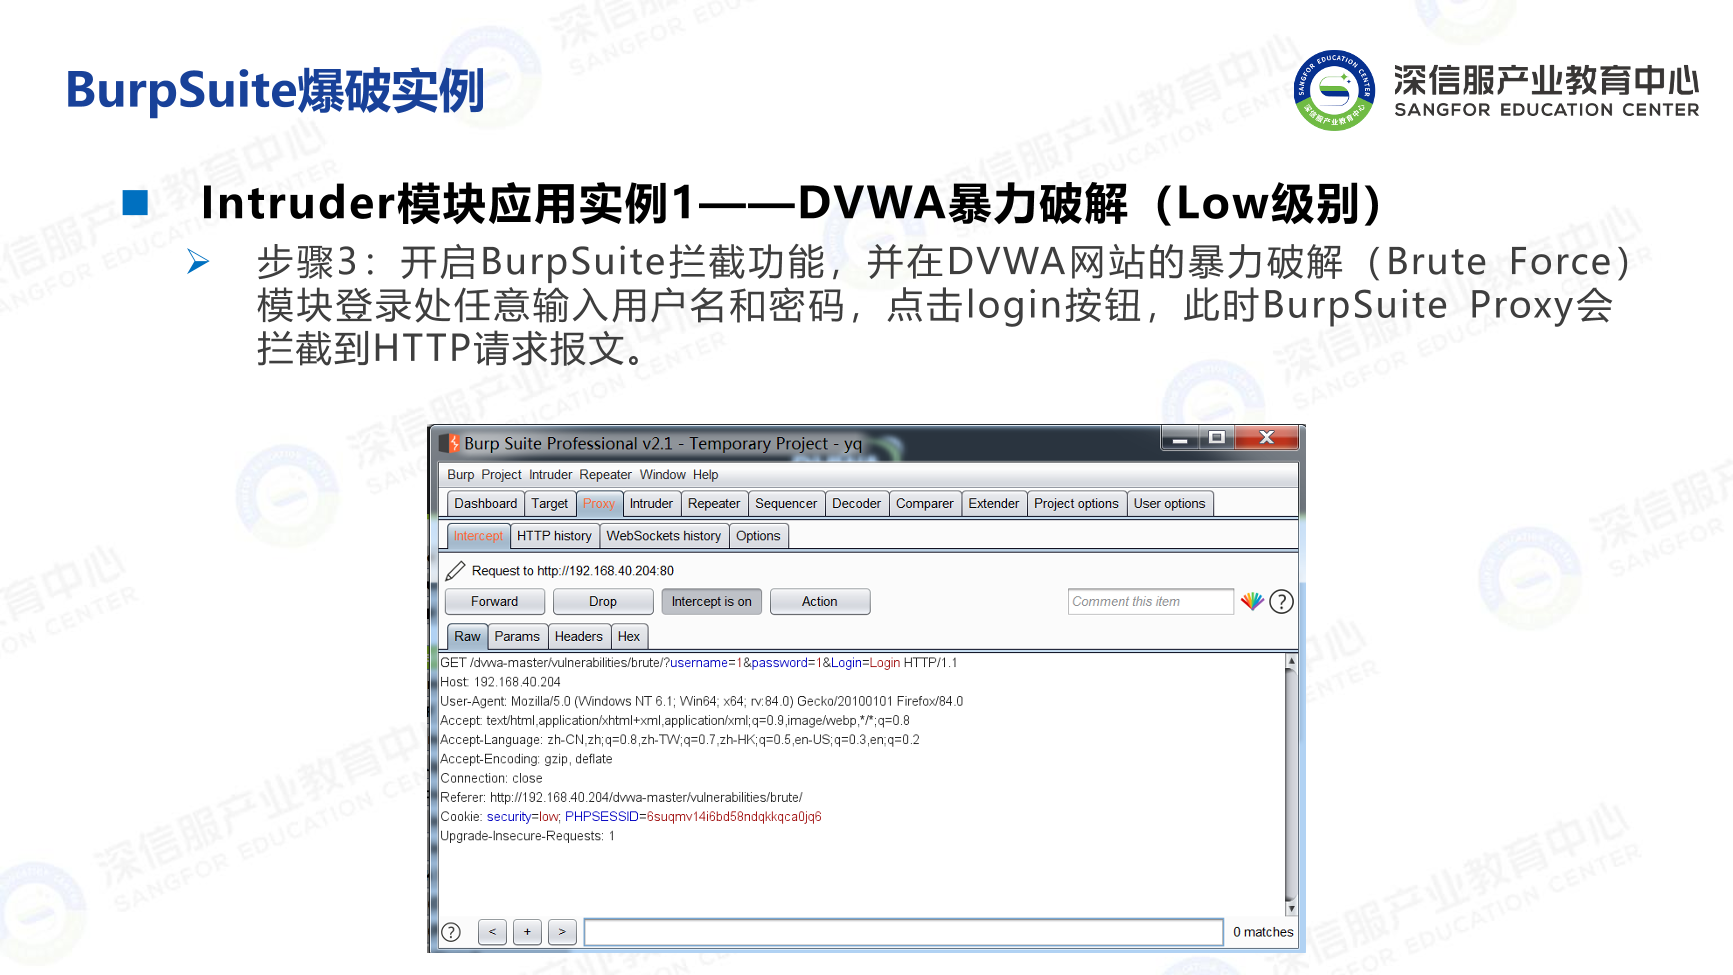 BurpSuite爆破实例
深信服产业教育中心
SANGFOR EDUCATION CENTER
Intruder模块应用实例1——DVWA暴力破解（Low级别）
步骤3：开启BurpSuite拦截功能，并在DVWA网站的暴力破解（Brute Force）
模块登录处任意输入用户名和密码，点击login按钮，此时BurpSuite Proxy会
拦截到HTTP请求报文。
Burp Suite Professional v2.1 - Temporary Project - yq
Burp Project Intruder Repeater Window Help
Dashboard Target Proxy Intruder Repeater Sequencer Decoder Comparer Extender Project options User options
Intercept HTTP history WebSockets history Options
Request to http://192.168.40.204:80
Forward Drop Intercept is on Action Comment this item ?
Raw Params Headers Hex
GET /dvwa-master/vulnerabilities/brute/?username=1&password=1&Login=Login HTTP/1.1
Host: 192.168.40.204
User-Agent: Mozilla/5.0 (Windows NT 6.1; Win64; x64; rv:84.0) Gecko/20100101 Firefox/84.0
Accept: text/html,application/xhtml+xml,application/xml;q=0.9,image/webp,*/*;q=0.8
Accept-Language: zh-CN,zh;q=0.8,zh-TW;q=0.7,zh-HK;q=0.5,en-US;q=0.3,en;q=0.2
Accept-Encoding: gzip, deflate
Connection: close
Referer: http://192.168.40.204/dvwa-master/vulnerabilities/brute/
Cookie: security=low; PHPSESSID=6suqmv14i6bd58ndqkkqca0jq6
Upgrade-Insecure-Requests: 1
? < + > 0 matches